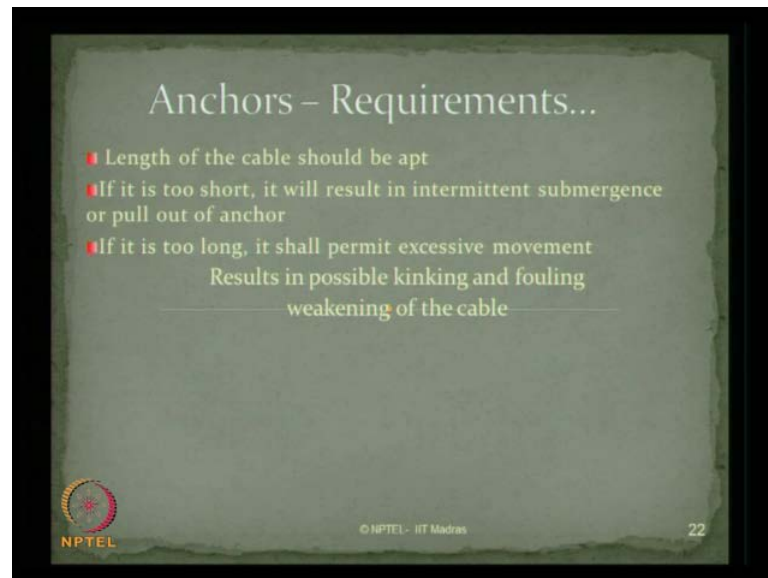 Anchors – Requirements...
Length of the cable should be apt
If it is too short, it will result in intermittent submergence
or pull out of anchor
If it is too long, it shall permit excessive movement
Results in possible kinking and fouling
weakening of the cable
NPTEL
© NPTEL - IIT Madras
22